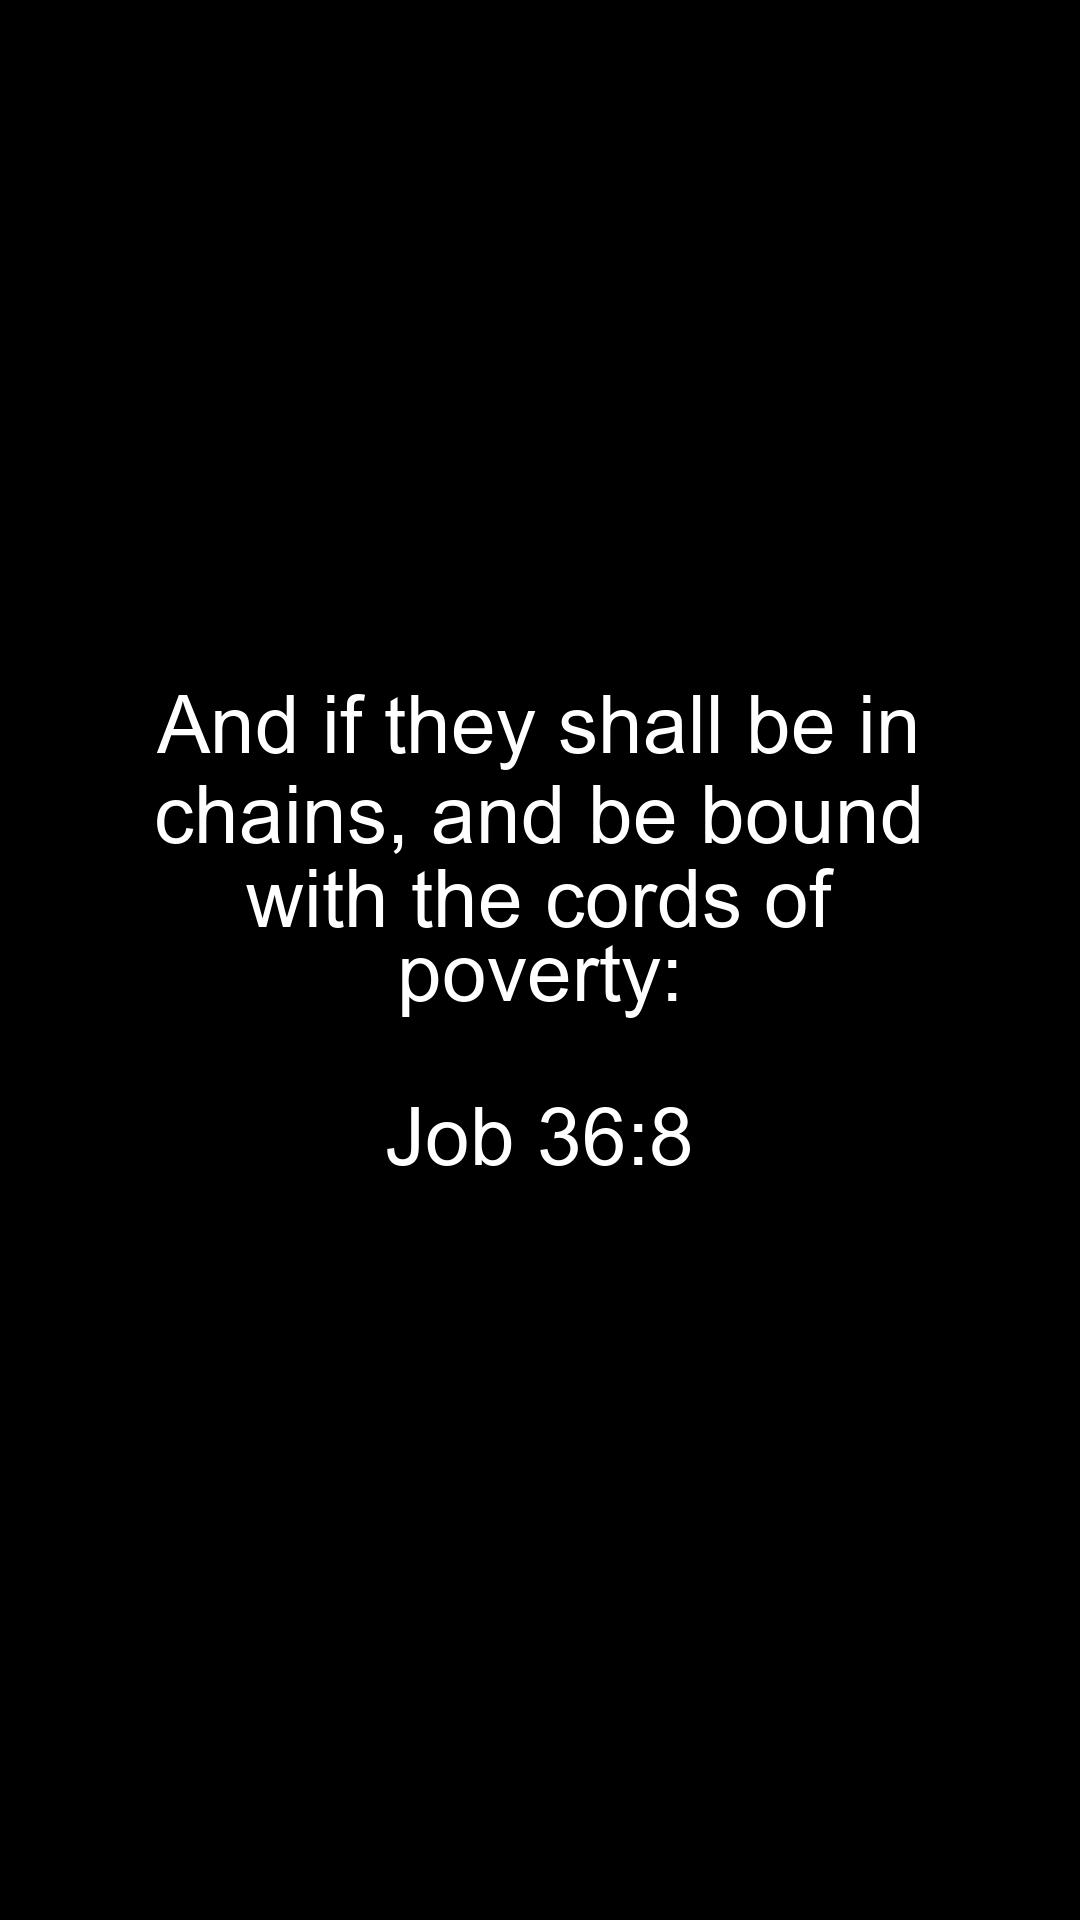 And if they shall be in
chains, and be bound
with the cords of
poverty:
Job 36:8